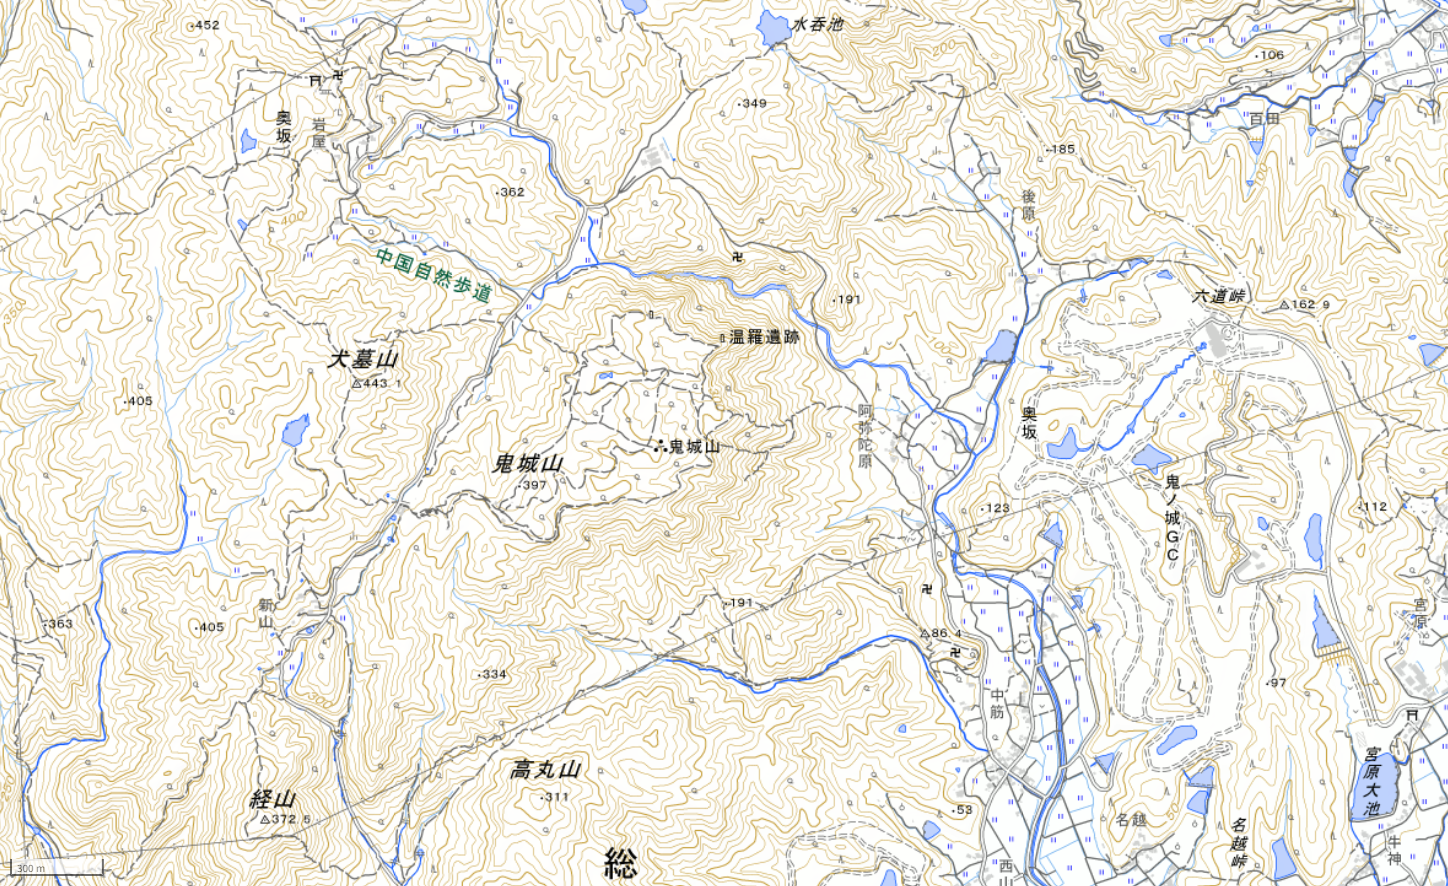 452
水呑池
200
106
349
奥坂
岩屋
百田
185
362
後原
400
中国自然歩道
191
六道峠
162.9
350
温羅遺跡
犬墓山
443.1
405
阿弥陀原
奥坂
鬼城山
鬼城山
397
鬼ノ城GC
123
112
新山
191
363
405
86.4
宮原
334
97
中筋
高丸山
311
経山
372.5
宮原大池
53
名越
名越峠
総
西山
牛神
300 m